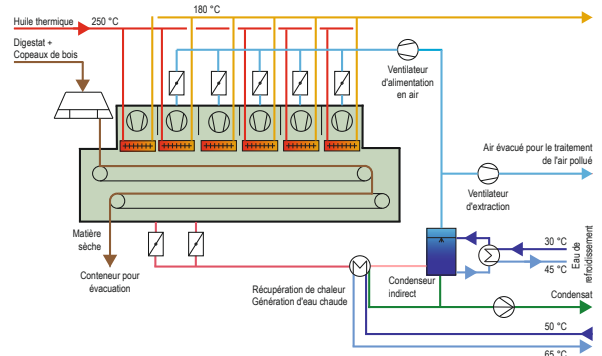 180 °C
Huile thermique
250 °C
Digestat +
Copeaux de bois
Ventilateur
d'alimentation
en air
Air évacué pour le traitement
de l'air pollué
Ventilateur
d'extraction
Matière
sèche
Conteneur pour
évacuation
Récupération de chaleur
Génération d'eau chaude
Condenseur
indirect
30 °C
45 °C
Eau de
refroidissement
Condensat
50 °C
65 °C